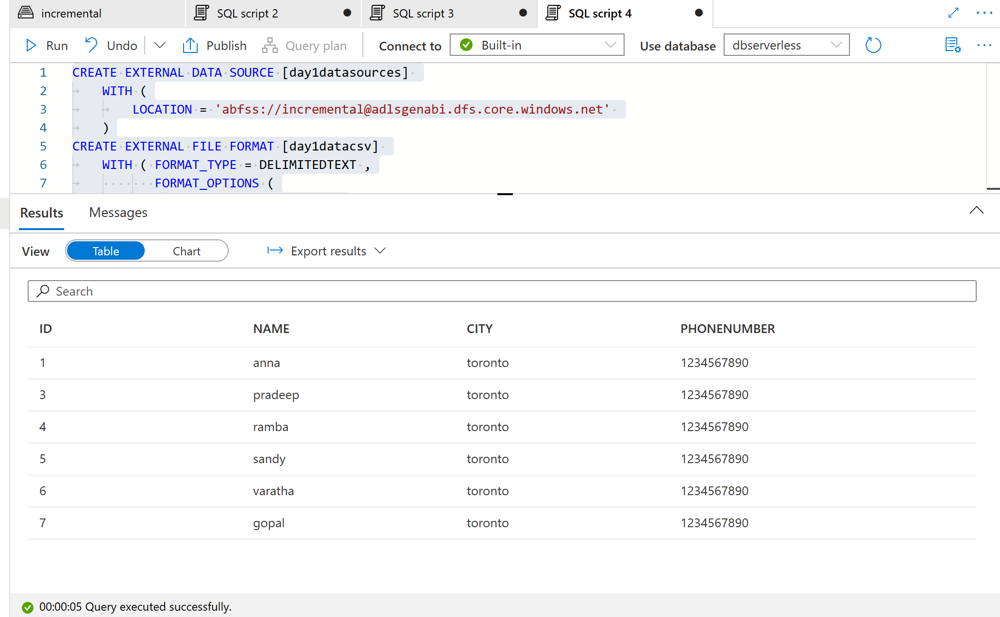 incremental SQL script 2 SQL script 3 SQL script 4
Run Undo Publish Query plan Connect to Built-in Use database dbserverless
1 CREATE EXTERNAL DATA SOURCE [day1datasources]
2 WITH (
3 LOCATION = 'abfss://incremental@adlsgenabi.dfs.core.windows.net'
4 )
5 CREATE EXTERNAL FILE FORMAT [day1datacsv]
6 WITH ( FORMAT_TYPE = DELIMITEDTEXT ,
7 FORMAT_OPTIONS (
Results Messages
View Table Chart Export results
Search
ID NAME CITY PHONENUMBER
1 anna toronto 1234567890
3 pradeep toronto 1234567890
4 ramba toronto 1234567890
5 sandy toronto 1234567890
6 varatha toronto 1234567890
7 gopal toronto 1234567890
00:00:05 Query executed successfully.